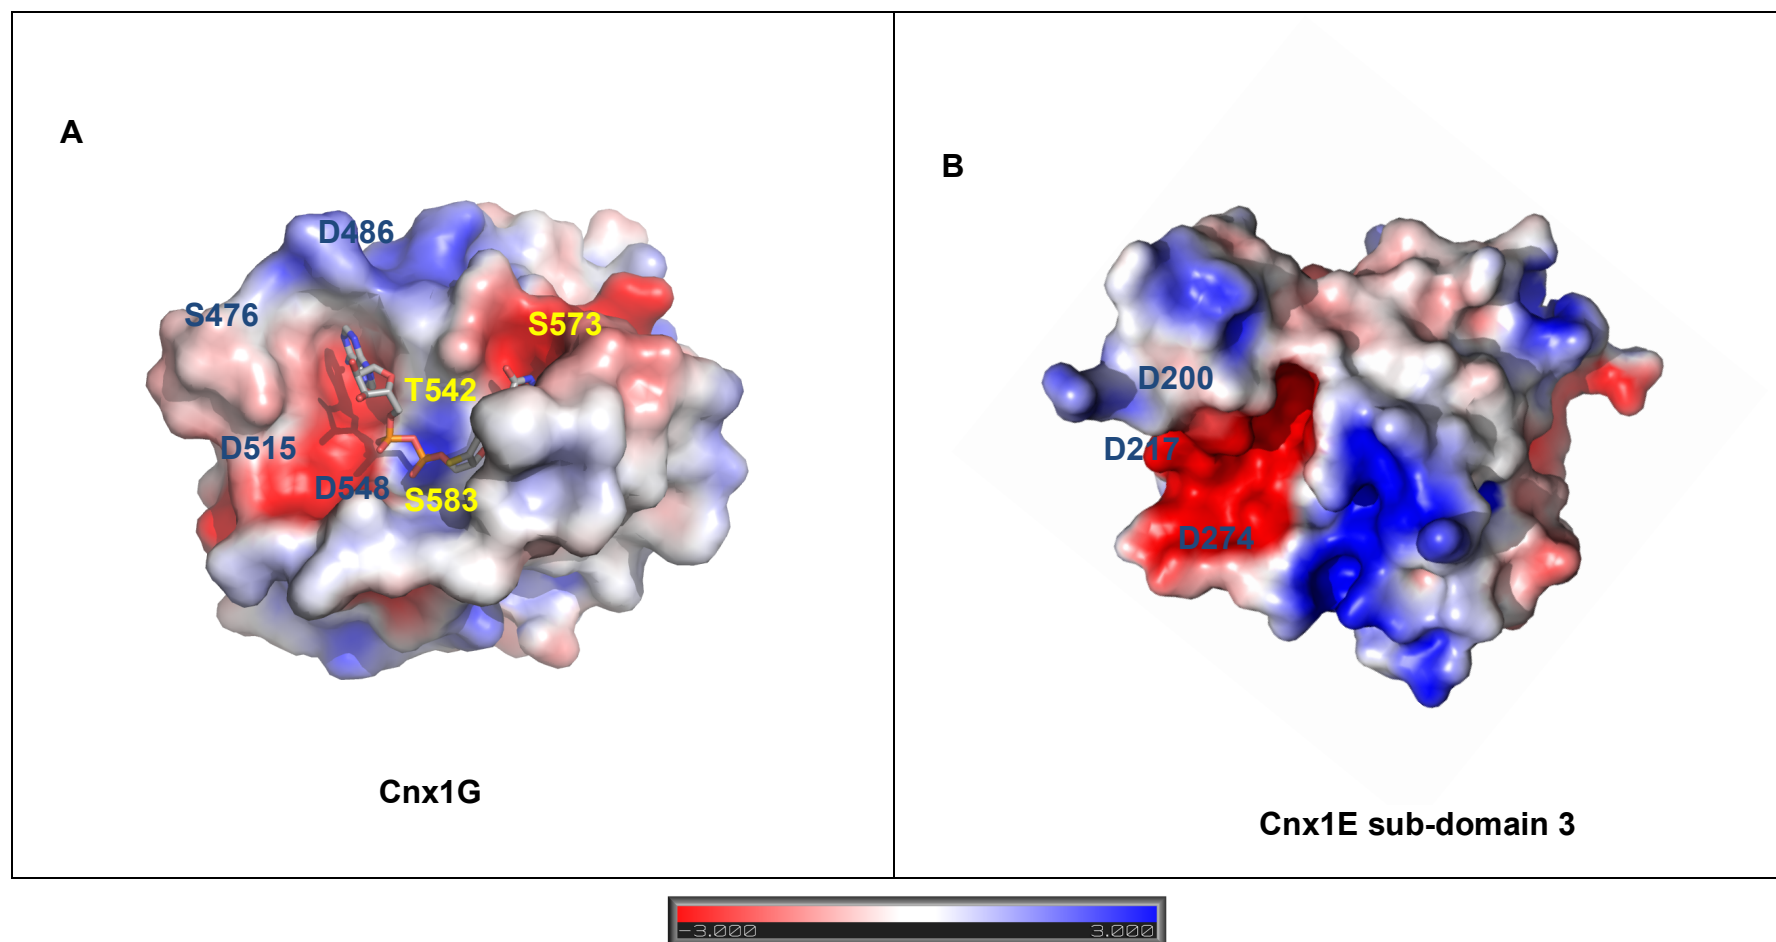 A
D486
S476
S573
T542
D515
D548
S583
Cnx1G
B
D200
D217
D274
Cnx1E sub-domain 3
-3.000
3.000